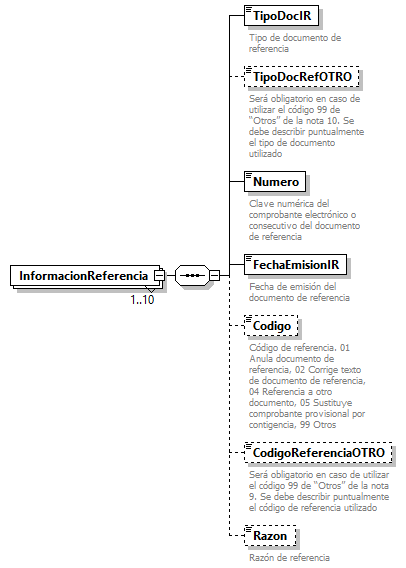 TipoDocIR
Tipo de documento de
referencia
TipoDocRefOTRO
Será obligatorio en caso de
utilizar el código 99 de
"Otros" de la nota 10. Se
debe describir puntualmente
el tipo de documento
utilizado
Numero
Clave numérica del
comprobante electrónico o
consecutivo del documento
de referencia
InformacionReferencia
1..10
FechaEmisionIR
Fecha de emisión del
documento de referencia
Codigo
Código de referencia. 01
Anula documento de
referencia, 02 Corrige texto
de documento de referencia,
04 Referencia a otro
documento, 05 Sustituye
comprobante provisional por
contigencia, 99 Otros
CodigoReferenciaOTRO
Será obligatorio en caso de utilizar
el código 99 de "Otros" de la nota
9. Se debe describir puntualmente
el código de referencia utilizado
Razon
Razón de referencia